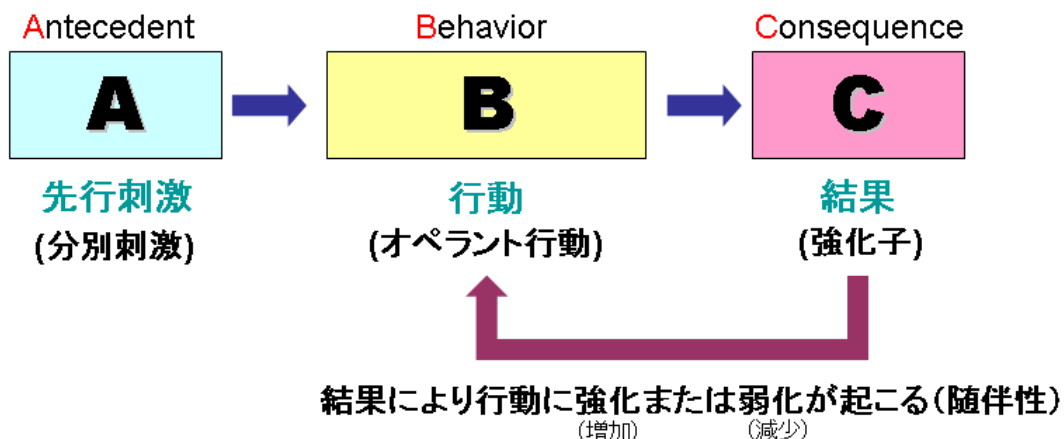 Antecedent Behavior Consequence
A B C
先行刺激 行動 結果
(分別刺激) (オペラント行動) (強化子)
結果により行動に強化または弱化が起こる(随伴性)
(増加) (減少)